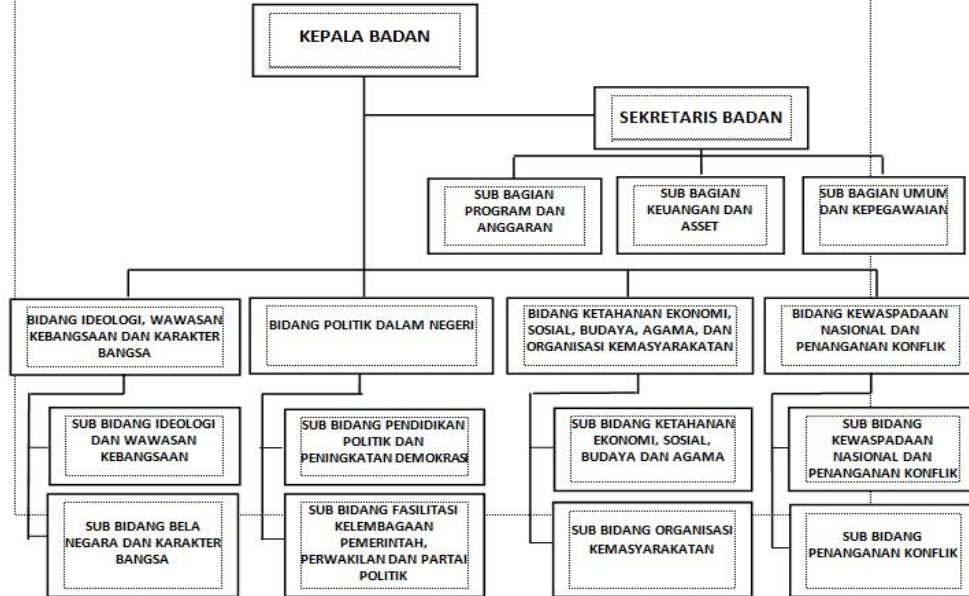 KEPALA BADAN
SEKRETARIS BADAN
SUB BAGIAN
PROGRAM DAN
ANGGARAN
SUB BAGIAN
KEUANGAN DAN
ASSET
SUB BAGIAN UMUM
DAN KEPEGAWAIAN
BIDANG IDEOLOGI, WAWASAN
KEBANGSAAN DAN KARAKTER
BANGSA
BIDANG POLITIK DALAM NEGERI
BIDANG KETAHANAN EKONOMI,
SOSIAL, BUDAYA, AGAMA, DAN
ORGANISASI KEMASYARAKATAN
BIDANG KEWASPADAAN
NASIONAL DAN
PENANGANAN KONFLIK
SUB BIDANG IDEOLOGI
DAN WAWASAN
KEBANGSAAN
SUB BIDANG PENDIDIKAN
POLITIK DAN
PENINGKATAN DEMOKRASI
SUB BIDANG KETAHANAN
EKONOMI, SOSIAL,
BUDAYA DAN AGAMA
SUB BIDANG
KEWASPADAAN
NASIONAL DAN
PENANGANAN KONFLIK
SUB BIDANG BELA
NEGARA DAN KARAKTER
BANGSA
SUB BIDANG FASILITASI
KELEMBAGAAN
PEMERINTAH,
PERWAKILAN DAN PARTAI
POLITIK
SUB BIDANG ORGANISASI
KEMASYARAKATAN
SUB BIDANG
PENANGANAN KONFLIK